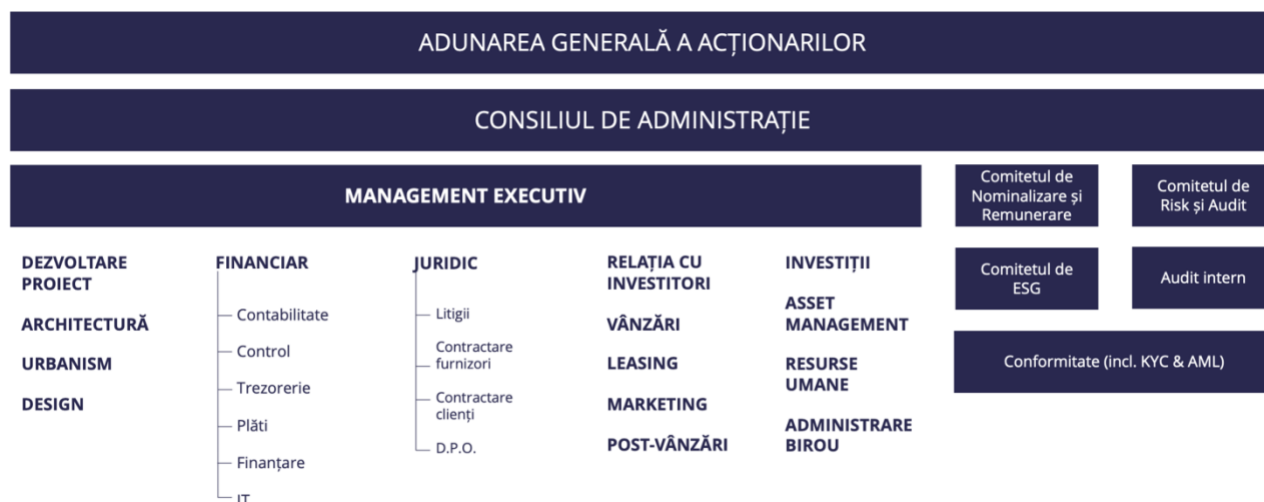 ADUNAREA GENERALĂ A ACȚIONARILOR
CONSILIUL DE ADMINISTRAȚIE
MANAGEMENT EXECUTIV
Comitetul de
Nominalizare și
Remunerare
Comitetul de
Risk și Audit
Comitetul de
ESG
Audit intern
Conformitate (incl. KYC & AML)
DEZVOLTARE
PROIECT
ARCHITECTURĂ
URBANISM
DESIGN
FINANCIAR
Contabilitate
Control
Trezorerie
Plăti
Finanțare
IT
JURIDIC
Litigii
Contractare
furnizori
Contractare
clienți
D.P.O.
RELAȚIA CU
INVESTITORI
VÂNZĂRI
LEASING
MARKETING
POST-VÂNZĂRI
INVESTIȚII
ASSET
MANAGEMENT
RESURSE
UMANE
ADMINISTRARE
BIROU